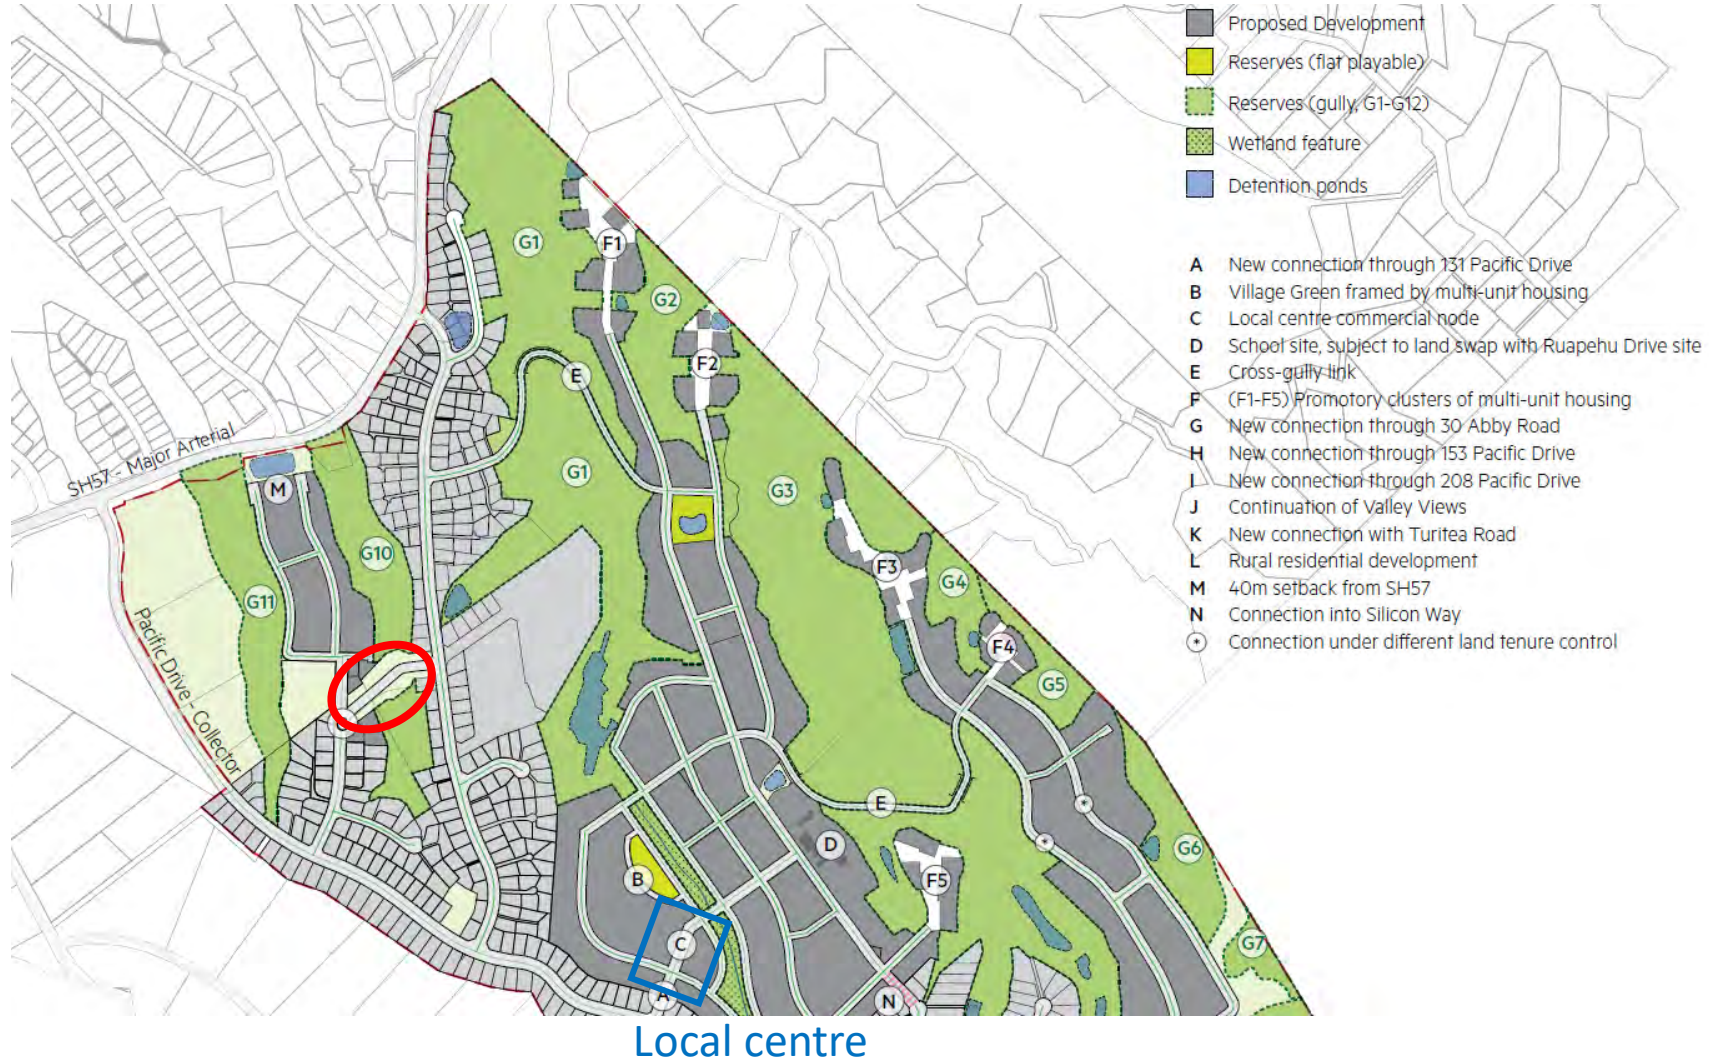 Proposed Development
Reserves (flat playable)
Reserves (gully, G1-G12)
Wetland feature
Detention ponds
A New connection through 131 Pacific Drive
B Village Green framed by multi-unit housing
C Local centre commercial node
D School site, subject to land swap with Ruapehu Drive site
E Cross-gully link
F (F1-F5) Promotory clusters of multi-unit housing
G New connection through 30 Abby Road
H New connection through 153 Pacific Drive
I New connection through 208 Pacific Drive
J Continuation of Valley Views
K New connection with Turitea Road
L Rural residential development
M 40m setback from SH57
N Connection into Silicon Way
* Connection under different land tenure control
G1
F1
G2
F2
E
SH57 - Major Arterial
G1
M
G3
G10
F3
G4
G11
F4
Pacific Drive - Collector
G5
E
*
*
D
G6
B
F5
C
G7
A
N
Local centre